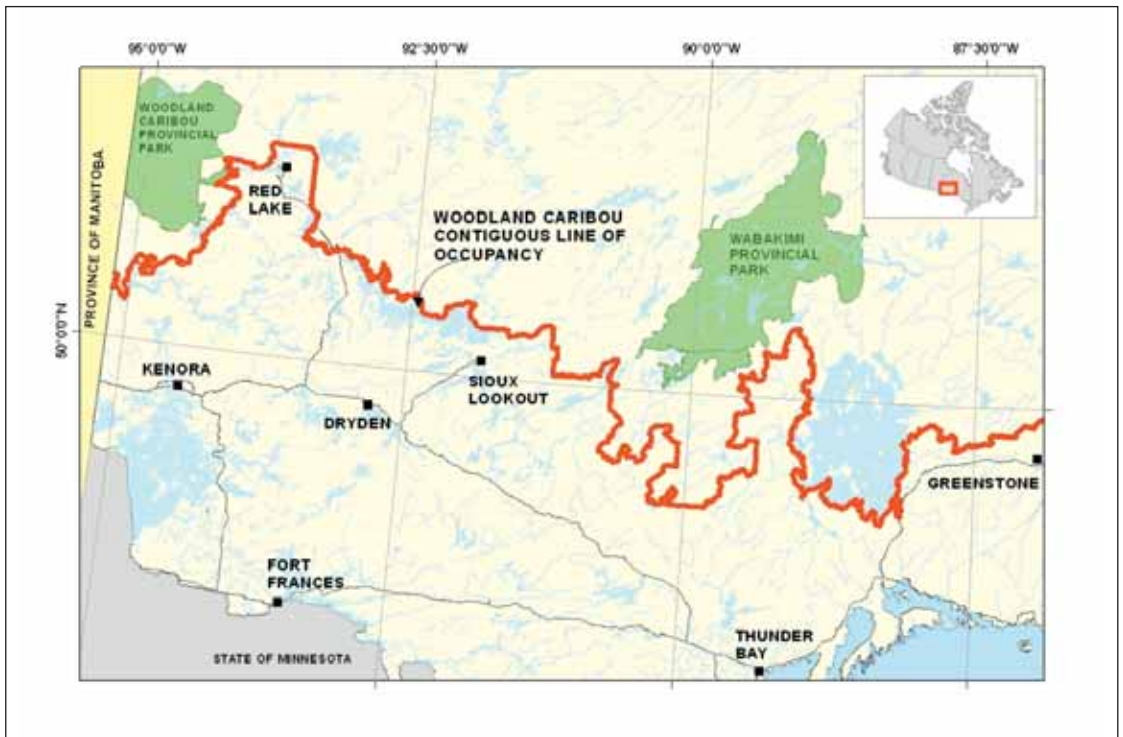 95°0'0"W
92°30'0"W
90°0'0"W
87°30'0"W
WOODLAND
CARIBOU
PROVINCIAL
PARK
PROVINCE OF MANITOBA
RED
LAKE
WOODLAND CARIBOU
CONTIGUOUS LINE OF
OCCUPANCY
WABAKIMI
PROVINCIAL
PARK
50°0'0"N
KENORA
DRYDEN
SIOUX
LOOKOUT
GREENSTONE
FORT
FRANCES
THUNDER
BAY
STATE OF MINNESOTA